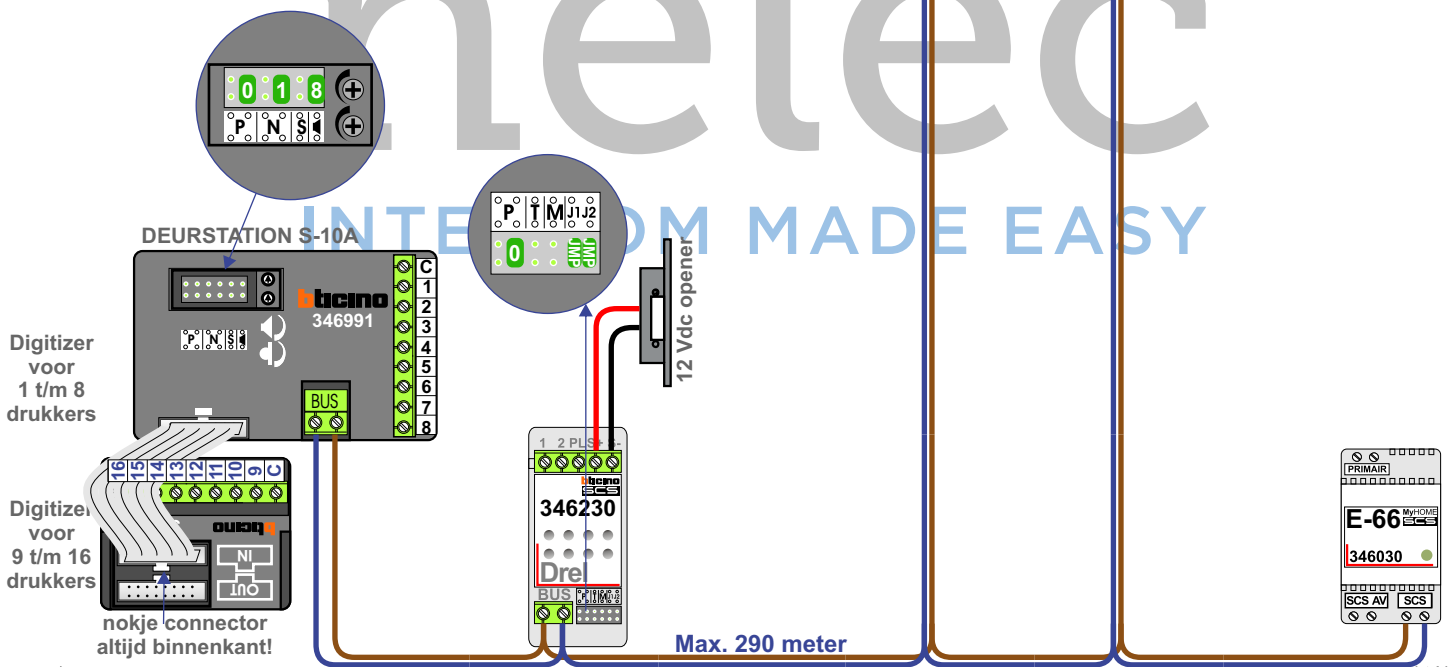 nelec
INTERCOM MADE EASY
0 1 8
P N S
P T M J1 J2
0 JMP JMP
DEURSTATION S-10A
bticino
346991
P N S
C
1
2
3
4
5
6
7
8
BUS
Digitizer
voor
1 t/m 8
drukkers
12 Vdc opener
16 15 14 13 12 11 10 9 C
bticino
IN
OUT
Digitizer
voor
9 t/m 16
drukkers
nokje connector
altijd binnenkant!
1 2 PL S+ S-
bticino
SCS
346230
Drel
BUS
P T M J1 J2
Max. 290 meter
PRIMAIR
E-66 MyHOME
SCS
346030
SCS AV SCS